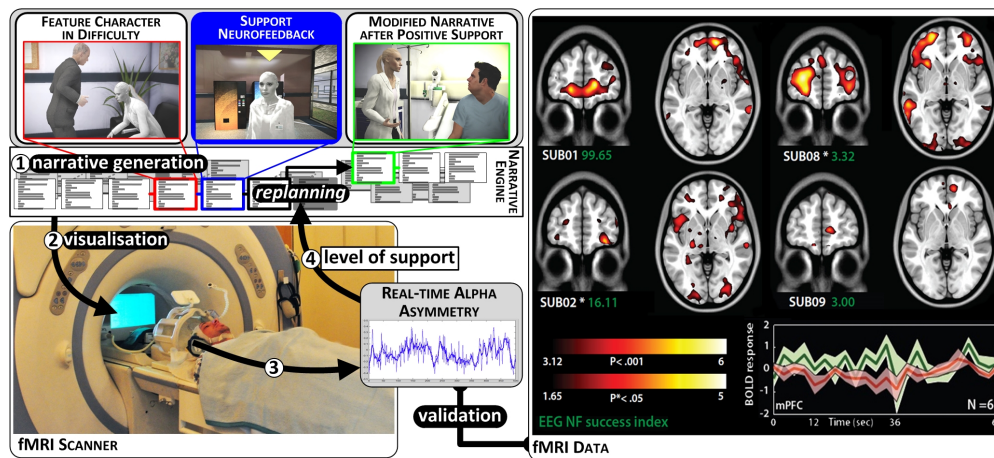 FEATURE CHARACTER
IN DIFFICULTY
SUPPORT
NEUROFEEDBACK
MODIFIED NARRATIVE
AFTER POSITIVE SUPPORT
1 narrative generation
replanning
NARRATIVE
ENGINE
2 visualisation
4 level of support
REAL-TIME ALPHA
ASYMMETRY
3
validation
fMRI SCANNER
SUB01 99.65
SUB08 * 3.32
SUB02 * 16.11
SUB09 3.00
3.12 P<.001 6
1.65 P*<.05 5
EEG NF success index
BOLD response
2
1
0
-1
-2
mPFC
N =6
0 12 Time (sec) 36 6
fMRI DATA